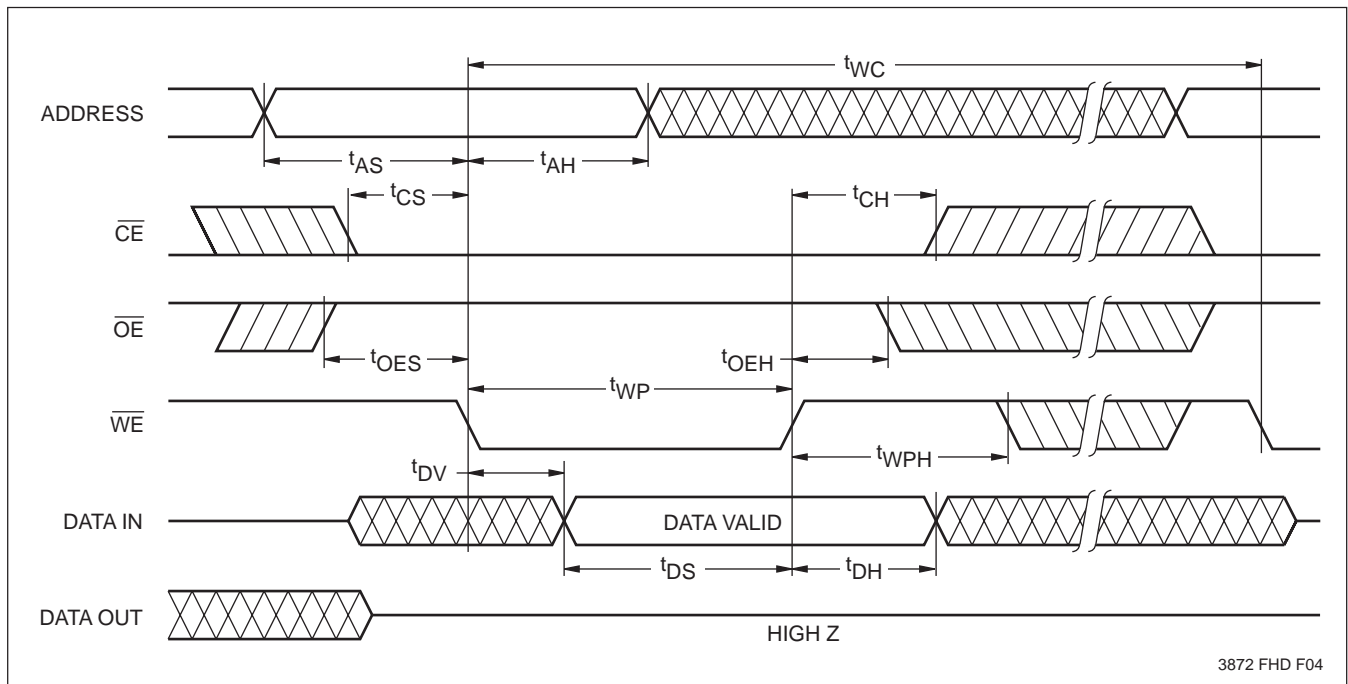 tWC
ADDRESS
tAS
tAH
tCS
tCH
CE
OE
tOES
tOEH
tWP
WE
tWPH
tDV
DATA IN
DATA VALID
tDS
tDH
DATA OUT
HIGH Z
3872 FHD F04